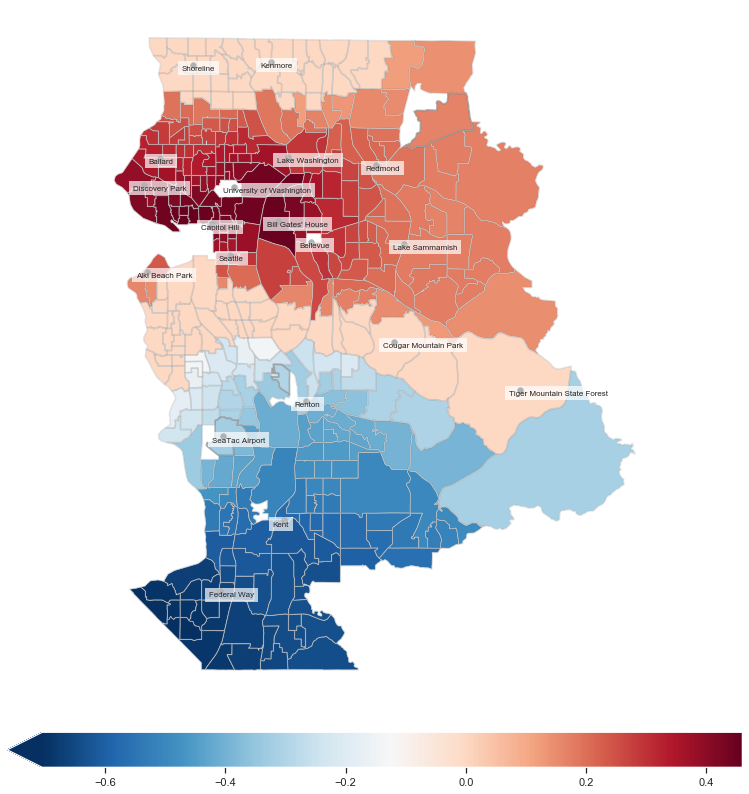 Shoreline
Kenmore
Ballard
Lake Washington
Redmond
Discovery Park
University of Washington
Capitol Hill
Bill Gates' House
Bellevue
Lake Sammamish
Seattle
Alki Beach Park
Cougar Mountain Park
Tiger Mountain State Forest
Renton
SeaTac Airport
Kent
Federal Way
−0.6 −0.4 −0.2 0.0 0.2 0.4